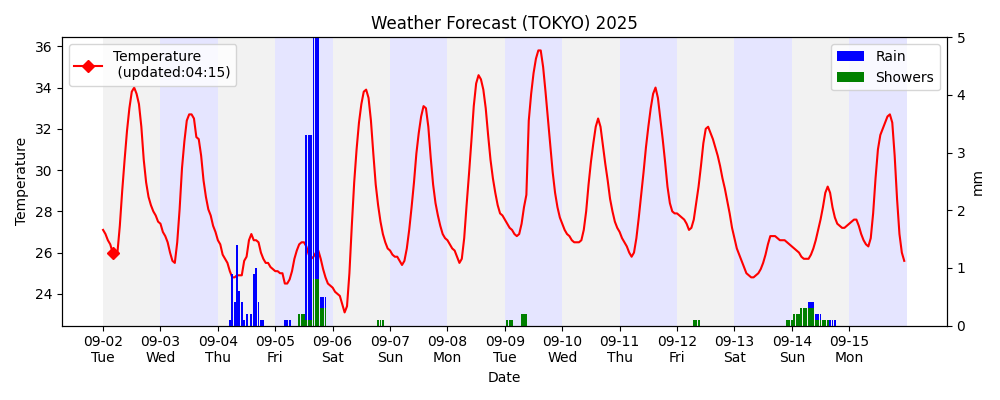 Weather Forecast (TOKYO) 2025
Temperature
(updated:04:15)
Rain
Showers
36
34
32
30
28
26
24
Temperature
5
4
3
2
1
0
mm
09-02 09-03 09-04 09-05 09-06 09-07 09-08 09-09 09-10 09-11 09-12 09-13 09-14 09-15
Tue Wed Thu Fri Sat Sun Mon Tue Wed Thu Fri Sat Sun Mon
Date